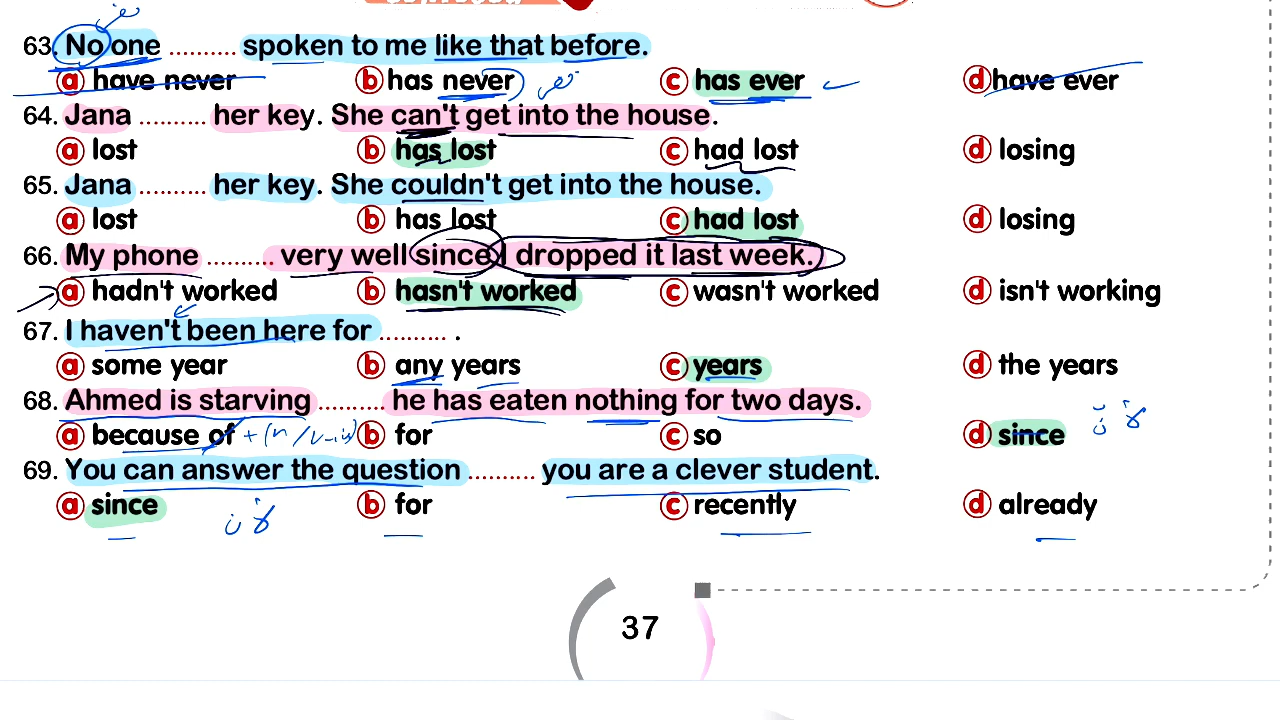 63. No one .......... spoken to me like that before.
a have never b has never c has ever d have ever
64. Jana .......... her key. She can't get into the house.
a lost b has lost c had lost d losing
65. Jana .......... her key. She couldn't get into the house.
a lost b has lost c had lost d losing
66. My phone .......... very well since I dropped it last week.
a hadn't worked b hasn't worked c wasn't worked d isn't working
67. I haven't been here for .......... .
a some year b any years c years d the years
68. Ahmed is starving .......... he has eaten nothing for two days.
a because of b for c so d since
69. You can answer the question .......... you are a clever student.
a since b for c recently d already
37